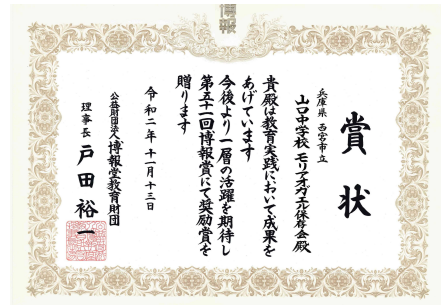 博報
賞状
兵庫県 西宮市立
山口中学校 モリアオガエル保存会殿
貴殿は教育実践において成果を
あげています
今後より一層の活躍を期待し
第五十一回博報賞にて奨励賞を
贈ります
令和二年十一月十三日
公益財団法人博報堂教育財団
理事長 戸田裕一